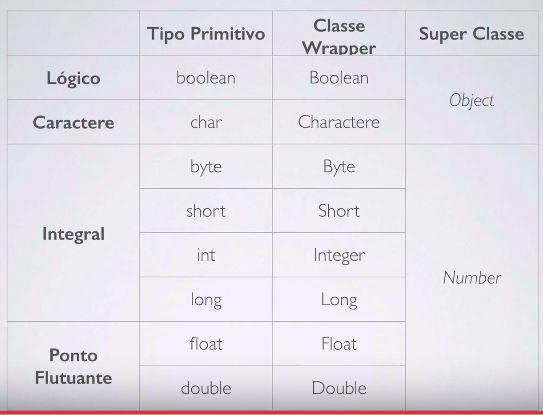 Tipo Primitivo Classe Wrapper Super Classe
Lógico boolean Boolean Object
Caractere char Charactere
Integral byte Byte Number
short Short
int Integer
long Long
Ponto Flutuante float Float
double Double